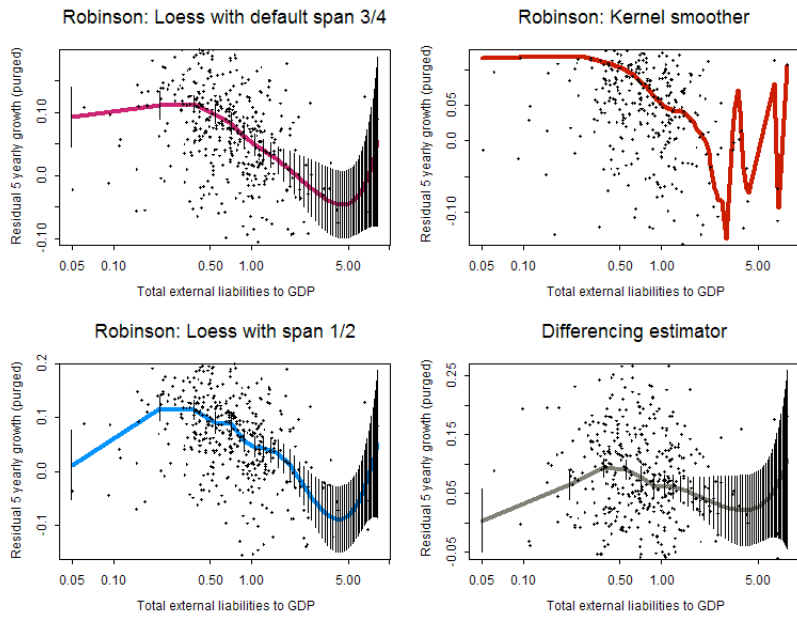 Robinson: Loess with default span 3/4
Residual 5 yearly growth (purged)
0.10
0.0
-0.10
0.05 0.10 0.50 1.00 5.00
Total external liabilities to GDP
Robinson: Kernel smoother
Residual 5 yearly growth (purged)
0.05
0.0
-0.10
0.05 0.10 0.50 1.00 5.00
Total external liabilities to GDP
Robinson: Loess with span 1/2
Residual 5 yearly growth (purged)
0.2
0.1
0.0
-0.1
0.05 0.10 0.50 1.00 5.00
Total external liabilities to GDP
Differencing estimator
Residual 5 yearly growth (purged)
0.25
0.15
0.05
-0.05
0.05 0.10 0.50 1.00 5.00
Total external liabilities to GDP